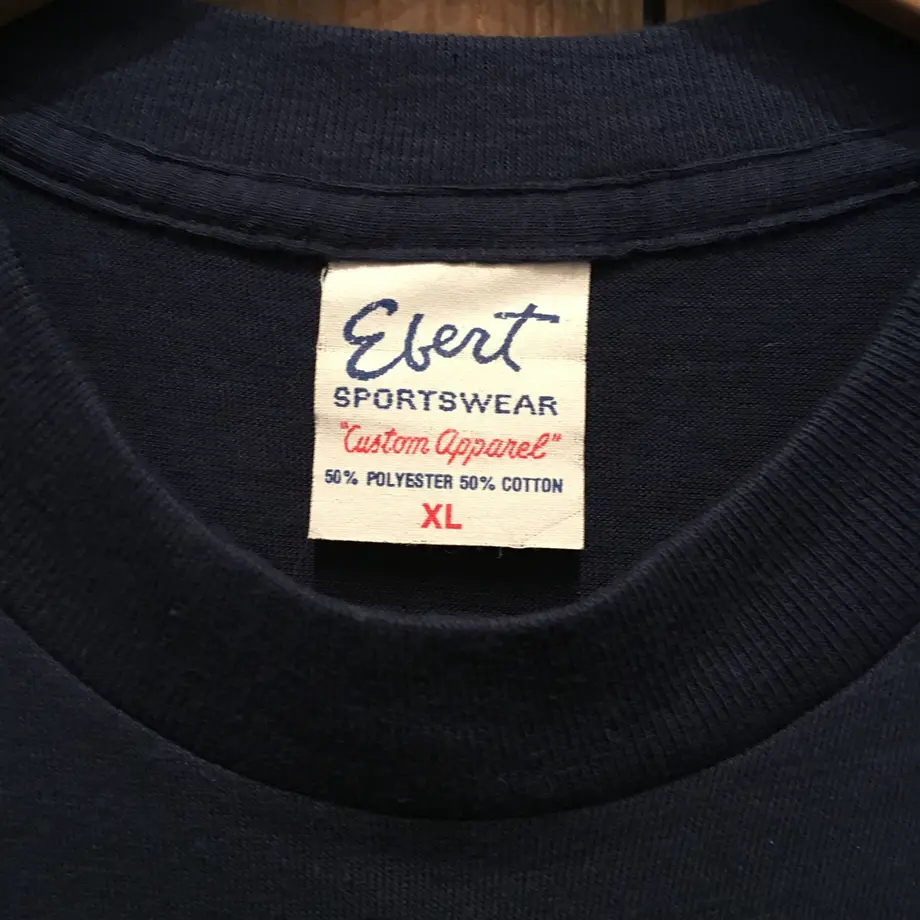 Ebert
SPORTSWEAR
"Custom Apparel"
50% POLYESTER 50% COTTON
XL